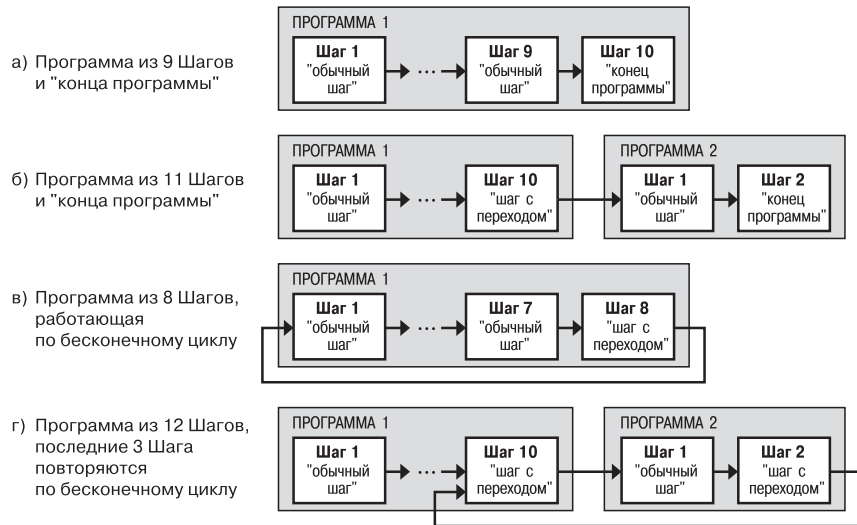 а) Программа из 9 Шагов
и "конца программы"
ПРОГРАММА 1
Шаг 1
"обычный
шаг"
...
Шаг 9
"обычный
шаг"
Шаг 10
"конец
программы"
б) Программа из 11 Шагов
и "конца программы"
ПРОГРАММА 1
Шаг 1
"обычный
шаг"
...
Шаг 10
"шаг с
переходом"
ПРОГРАММА 2
Шаг 1
"обычный
шаг"
Шаг 2
"конец
программы"
в) Программа из 8 Шагов,
работающая
по бесконечному циклу
ПРОГРАММА 1
Шаг 1
"обычный
шаг"
...
Шаг 7
"обычный
шаг"
Шаг 8
"шаг с
переходом"
г) Программа из 12 Шагов,
последние 3 Шага
повторяются
по бесконечному циклу
ПРОГРАММА 1
Шаг 1
"обычный
шаг"
...
Шаг 10
"шаг с
переходом"
ПРОГРАММА 2
Шаг 1
"обычный
шаг"
Шаг 2
"шаг с
переходом"